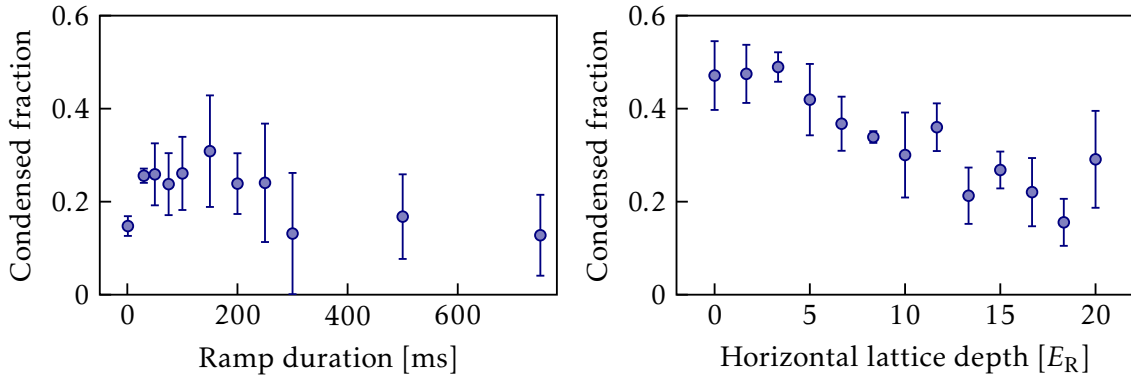 Condensed fraction
0.6
0.4
0.2
0
0 200 400 600
Ramp duration [ms]
Condensed fraction
0.6
0.4
0.2
0
0 5 10 15 20
Horizontal lattice depth [E_R]